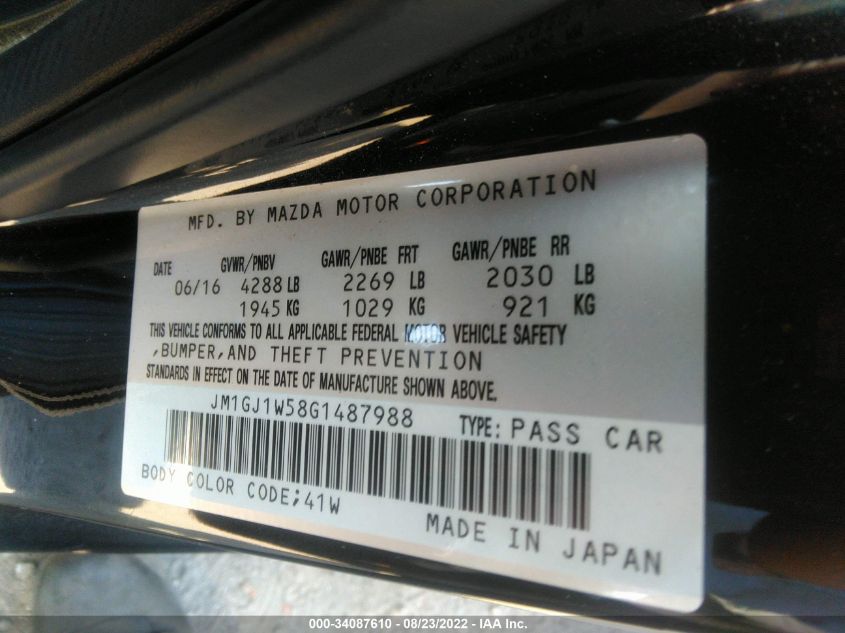 MFD. BY MAZDA MOTOR CORPORATION
DATE GVWR/PNBV GAWR/PNBE FRT GAWR/PNBE RR
06/16 4288 LB 2269 LB 2030 LB
1945 KG 1029 KG 921 KG
THIS VEHICLE CONFORMS TO ALL APPLICABLE FEDERAL MOTOR VEHICLE SAFETY
,BUMPER,AND THEFT PREVENTION
STANDARDS IN EFFECT ON THE DATE OF MANUFACTURE SHOWN ABOVE.
JM1GJ1W58G1487988 TYPE: PASS CAR
BODY COLOR CODE;41W
MADE IN JAPAN
000-34087610 - 08/23/2022 - IAA Inc.